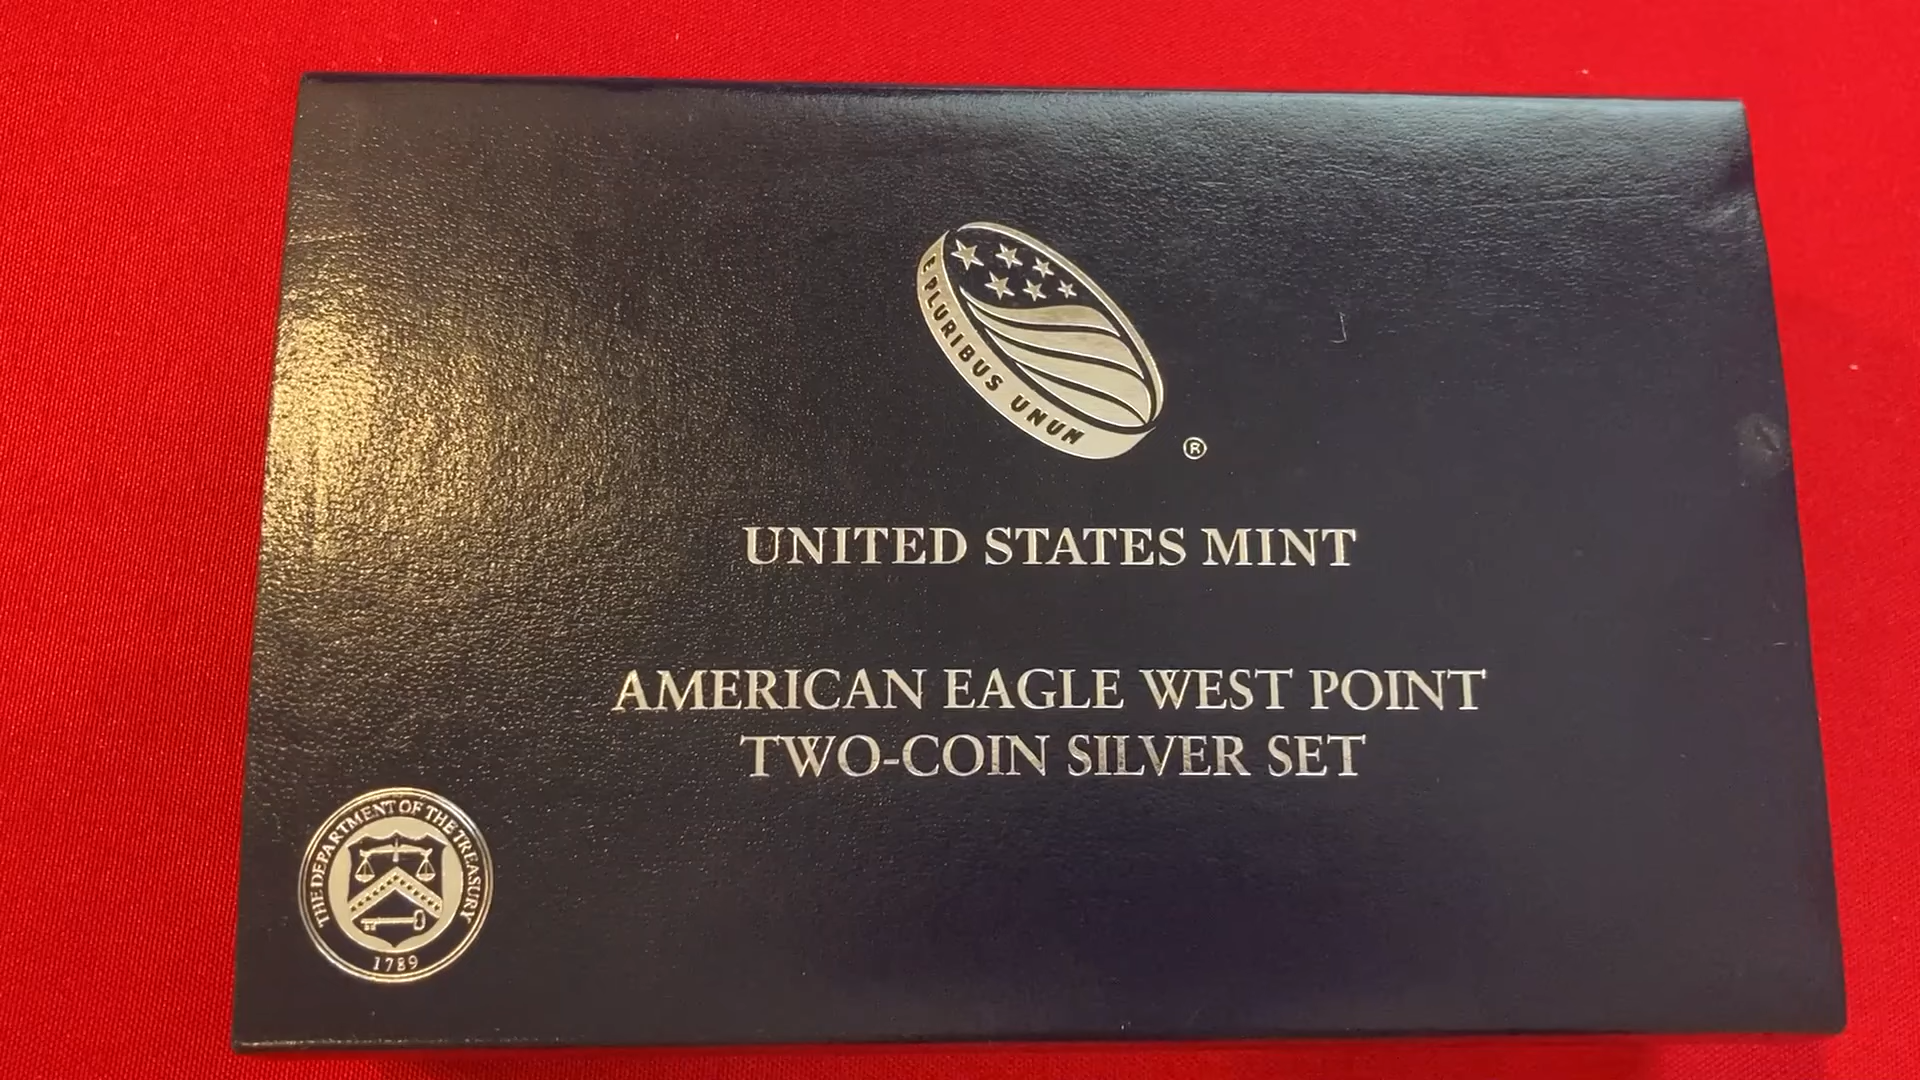 E PLURIBUS UNUM
®
UNITED STATES MINT
AMERICAN EAGLE WEST POINT
TWO-COIN SILVER SET
THE DEPARTMENT OF THE TREASURY
1789